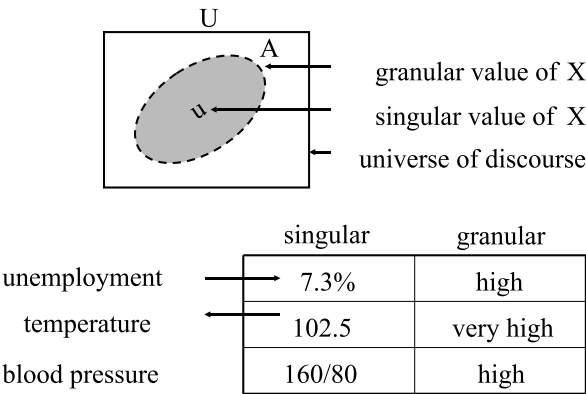 U
A
granular value of X
u
singular value of X
universe of discourse
singular granular
unemployment 7.3% high
temperature 102.5 very high
blood pressure 160/80 high